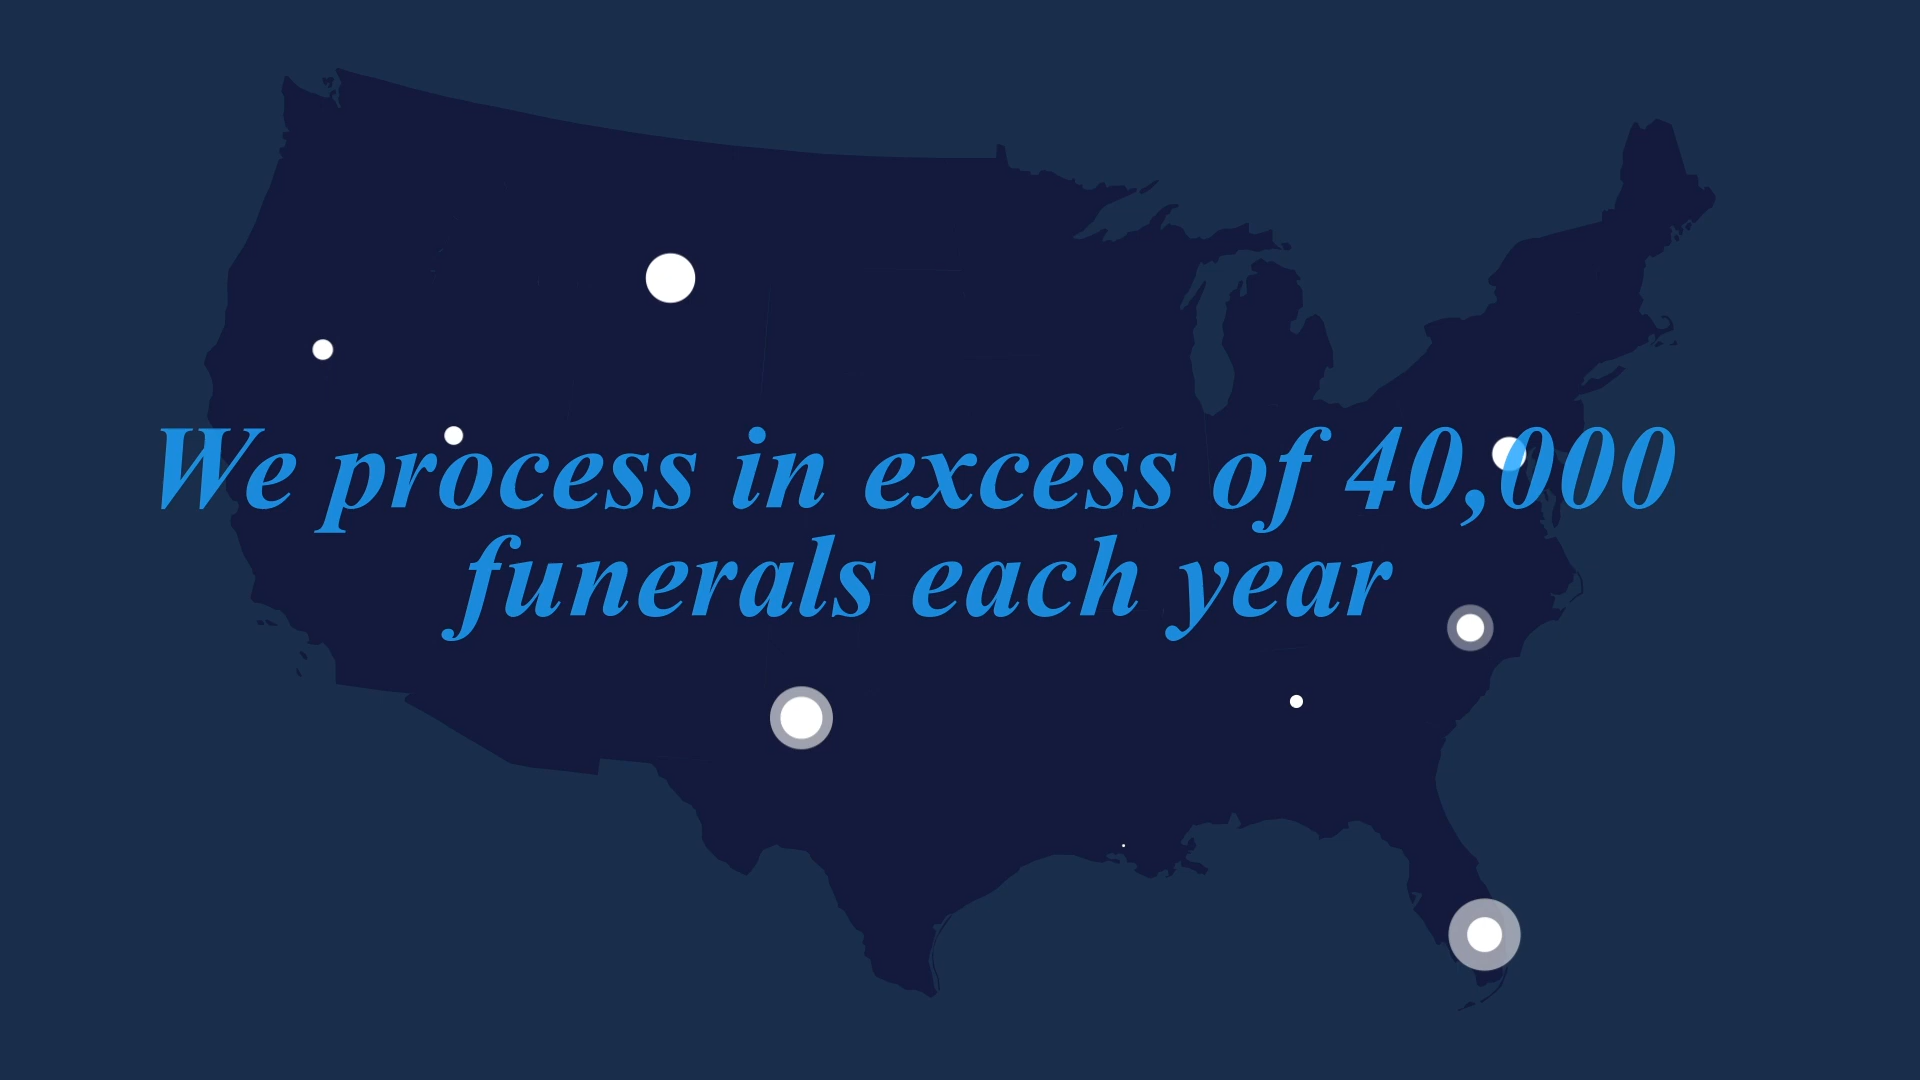 We process in excess of 40,000
funerals each year